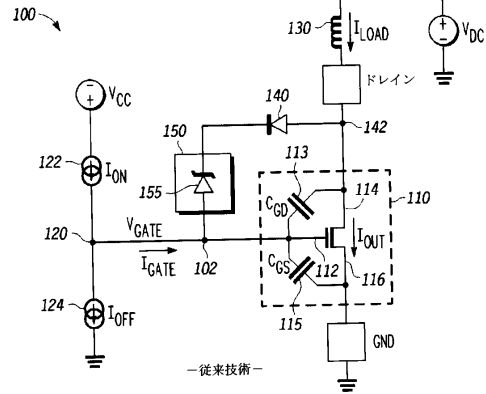 100
130
I_LOAD
V_DC
V_CC
ドレイン
140
142
150
113
155
122
I_ON
114
110
C_GD
V_GATE
120
I_OUT
112
I_GATE
102
C_GS
116
124
I_OFF
115
GND
−従来技術−